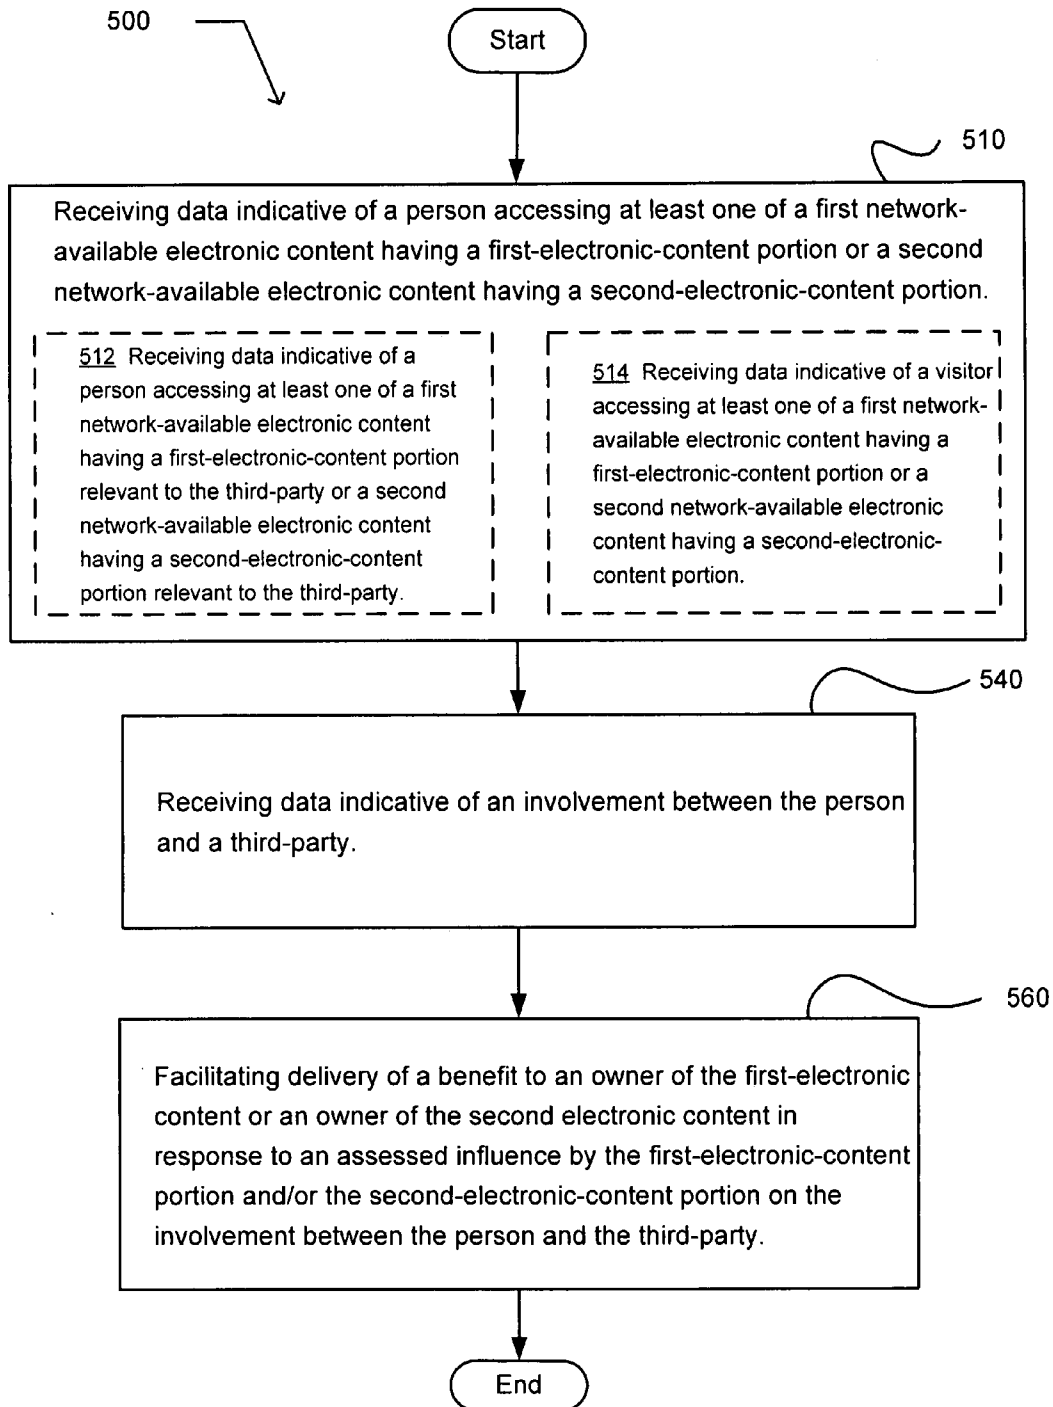 500
Start
510
Receiving data indicative of a person accessing at least one of a first network-
available electronic content having a first-electronic-content portion or a second
network-available electronic content having a second-electronic-content portion.
512 Receiving data indicative of a
person accessing at least one of a first
network-available electronic content
having a first-electronic-content portion
relevant to the third-party or a second
network-available electronic content
having a second-electronic-content
portion relevant to the third-party.
514 Receiving data indicative of a visitor
accessing at least one of a first network-
available electronic content having a
first-electronic-content portion or a
second network-available electronic
content having a second-electronic-
content portion.
540
Receiving data indicative of an involvement between the person
and a third-party.
560
Facilitating delivery of a benefit to an owner of the first-electronic
content or an owner of the second electronic content in
response to an assessed influence by the first-electronic-content
portion and/or the second-electronic-content portion on the
involvement between the person and the third-party.
End